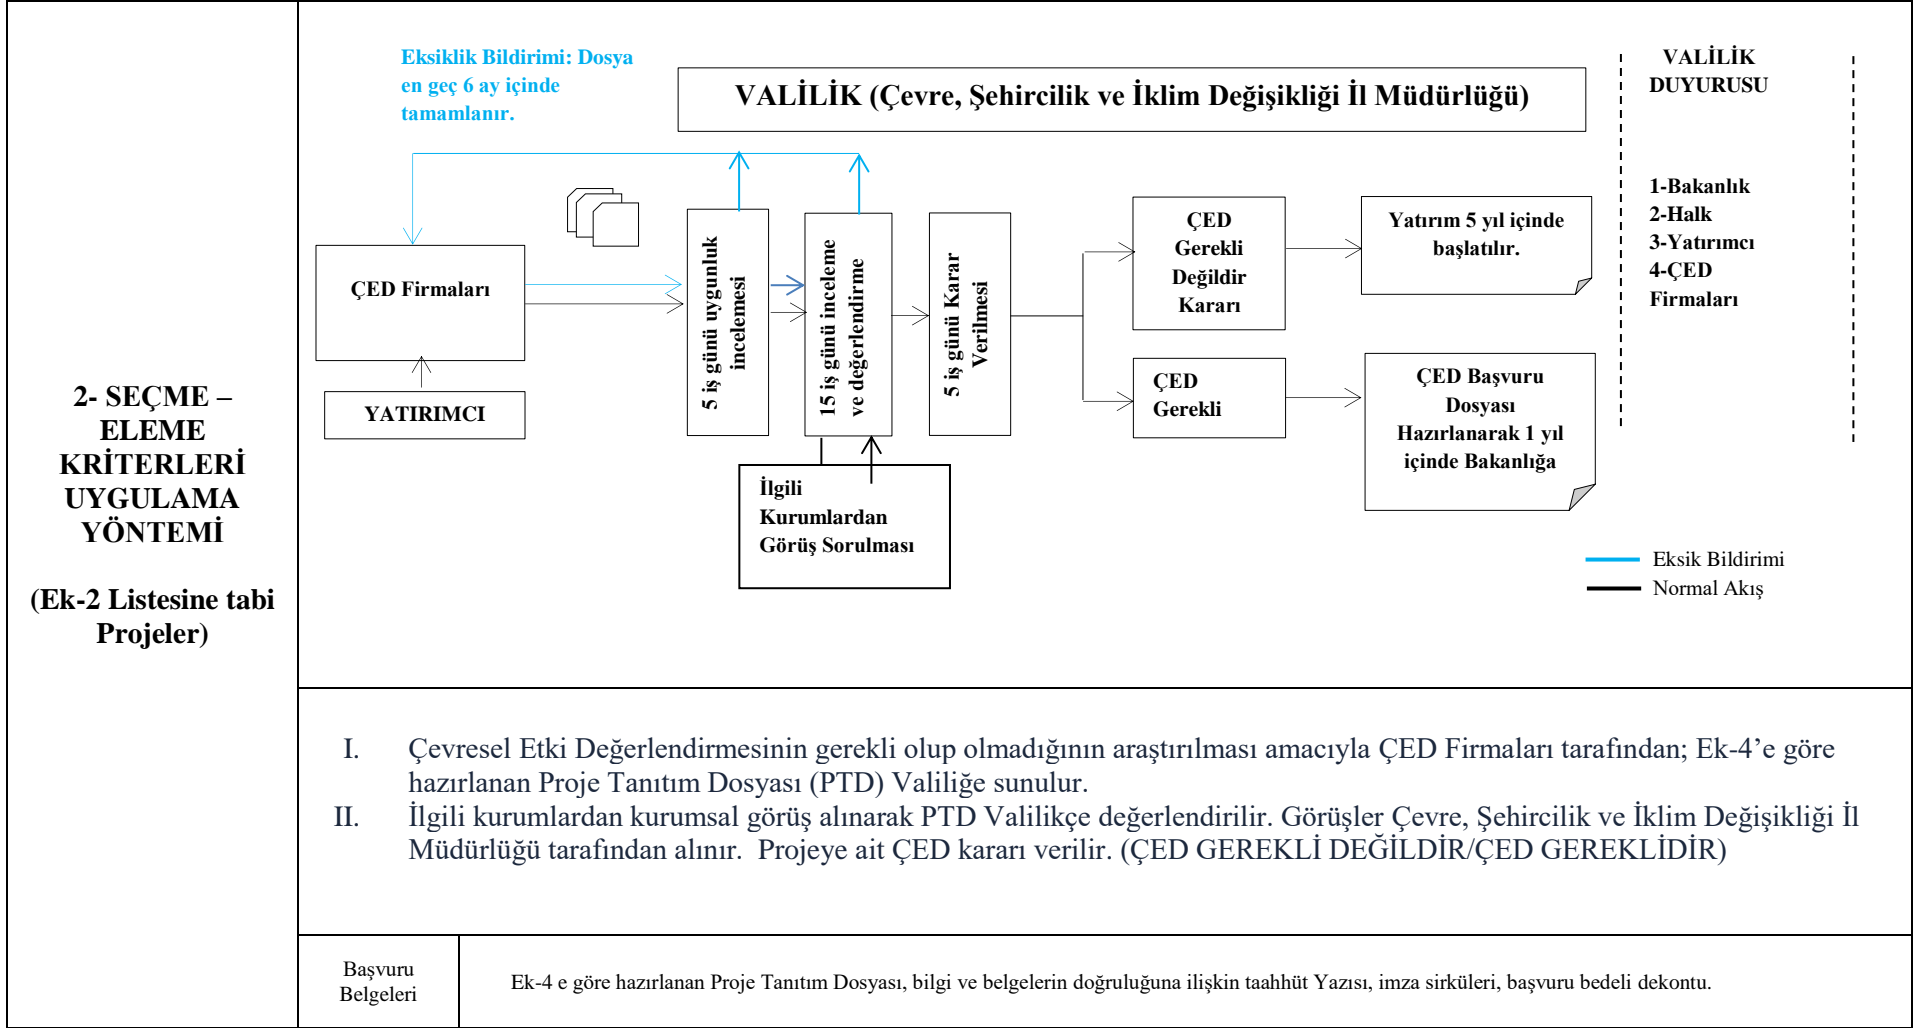 2- SEÇME –
ELEME
KRİTERLERİ
UYGULAMA
YÖNTEMİ
(Ek-2 Listesine tabi
Projeler)
Eksiklik Bildirimi: Dosya
en geç 6 ay içinde
tamamlanır.
VALİLİK (Çevre, Şehircilik ve İklim Değişikliği İl Müdürlüğü)
VALİLİK
DUYURUSU
1-Bakanlık
2-Halk
3-Yatırımcı
4-ÇED
Firmaları
ÇED Firmaları
YATIRIMCI
5 iş günü uygunluk
incelemesi
15 iş günü inceleme
ve değerlendirme
5 iş günü Karar
Verilmesi
İlgili
Kurumlardan
Görüş Sorulması
ÇED
Gerekli
Değildir
Kararı
Yatırım 5 yıl içinde
başlatılır.
ÇED
Gerekli
ÇED Başvuru
Dosyası
Hazırlanarak 1 yıl
içinde Bakanlığa
Eksik Bildirimi
Normal Akış
I. Çevresel Etki Değerlendirmesinin gerekli olup olmadığının araştırılması amacıyla ÇED Firmaları tarafından; Ek-4’e göre
hazırlanan Proje Tanıtım Dosyası (PTD) Valiliğe sunulur.
II. İlgili kurumlardan kurumsal görüş alınarak PTD Valilikçe değerlendirilir. Görüşler Çevre, Şehircilik ve İklim Değişikliği İl
Müdürlüğü tarafından alınır. Projeye ait ÇED kararı verilir. (ÇED GEREKLİ DEĞİLDİR/ÇED GEREKLİDİR)
Başvuru
Belgeleri
Ek-4 e göre hazırlanan Proje Tanıtım Dosyası, bilgi ve belgelerin doğruluğuna ilişkin taahhüt Yazısı, imza sirküleri, başvuru bedeli dekontu.